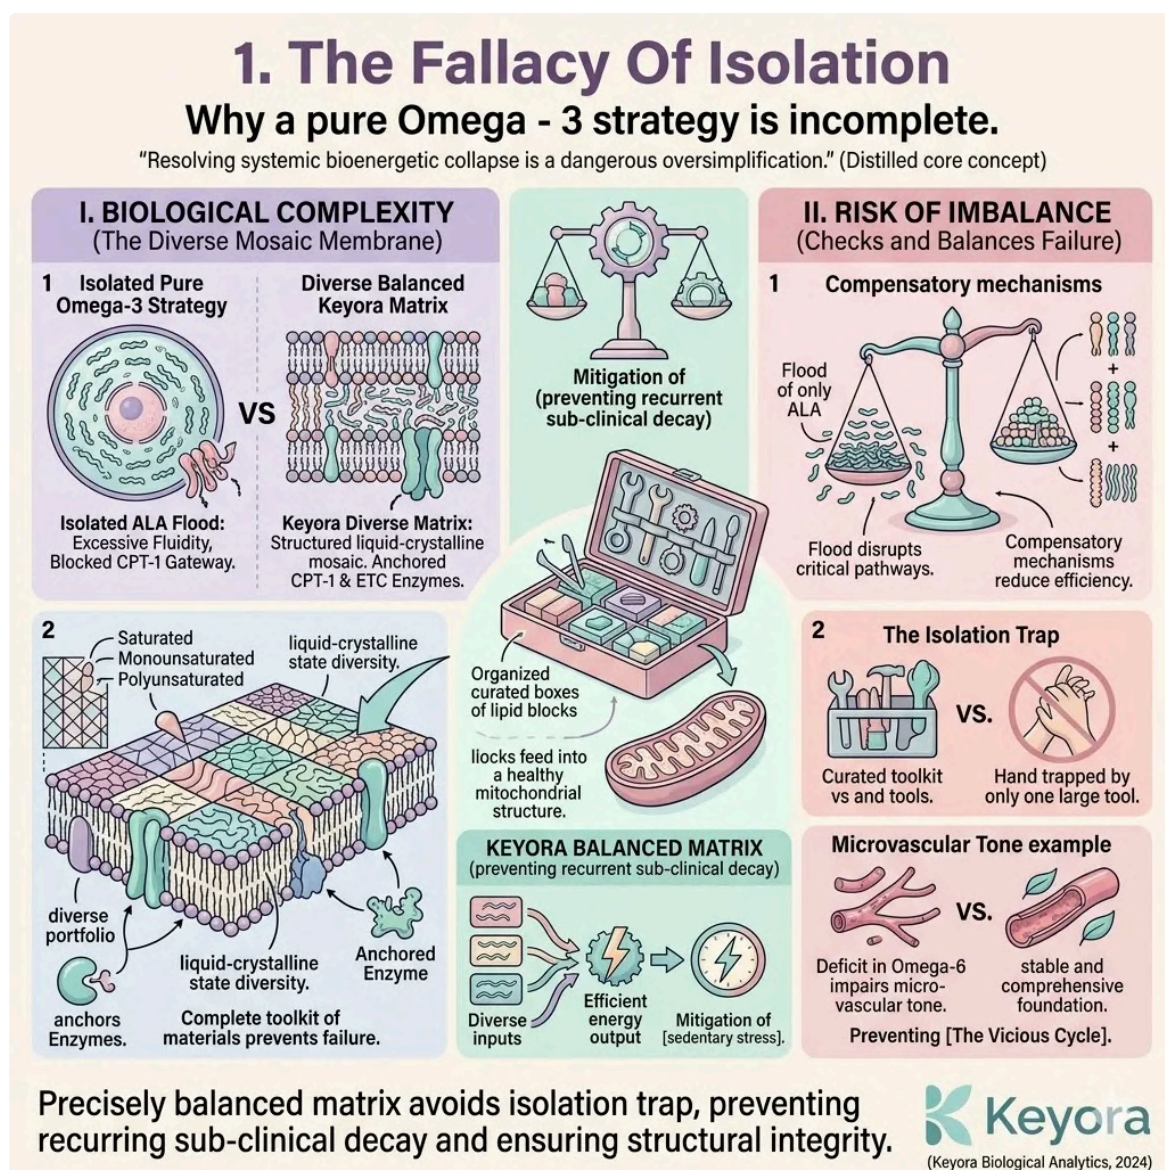 1. The Fallacy Of Isolation
Why a pure Omega - 3 strategy is incomplete.
“Resolving systemic bioenergetic collapse is a dangerous oversimplification.” (Distilled core concept)
I. BIOLOGICAL COMPLEXITY
(The Diverse Mosaic Membrane)
1 Isolated Pure
Omega-3 Strategy
VS
Diverse Balanced
Keyora Matrix
Isolated ALA Flood:
Excessive Fluidity,
Blocked CPT-1 Gateway.
Keyora Diverse Matrix:
Structured liquid-crystalline
mosaic. Anchored
CPT-1 & ETC Enzymes.
2
Saturated
Monounsaturated
Polyunsaturated
liquid-crystalline
state diversity.
diverse
portfolio
anchors
Enzymes.
liquid-crystalline
state diversity.
Anchored
Enzyme
Complete toolkit of
materials prevents failure.
Mitigation of
(preventing recurrent
sub-clinical decay)
Organized
curated boxes
of lipid blocks
liocks feed into
a healthy
mitochondrial
structure.
KEYORA BALANCED MATRIX
(preventing recurrent sub-clinical decay)
Diverse
inputs
Efficient
energy
output
Mitigation of
[sedentary stress].
II. RISK OF IMBALANCE
(Checks and Balances Failure)
1 Compensatory mechanisms
Flood
of only
ALA
+
+
Flood disrupts
critical pathways.
Compensatory
mechanisms
reduce efficiency.
2 The Isolation Trap
VS.
Curated toolkit
vs and tools.
Hand trapped by
only one large tool.
Microvascular Tone example
VS.
Deficit in Omega-6
impairs micro-
vascular tone.
stable and
comprehensive
foundation.
Preventing [The Vicious Cycle].
Precisely balanced matrix avoids isolation trap, preventing
recurring sub-clinical decay and ensuring structural integrity.
Keyora
(Keyora Biological Analytics, 2024)